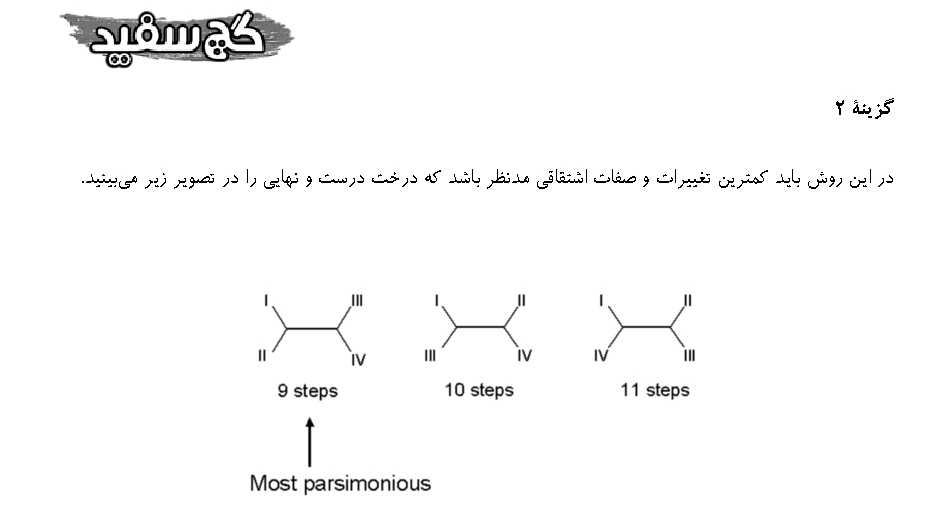 گچ سفید
گزینهٔ ۲
در این روش باید کمترین تغییرات و صفات اشتقاقی مدنظر باشد که درخت درست و نهایی را در تصویر زیر می‌بینید.
I III I II I II
II IV III IV IV III
9 steps 10 steps 11 steps
Most parsimonious